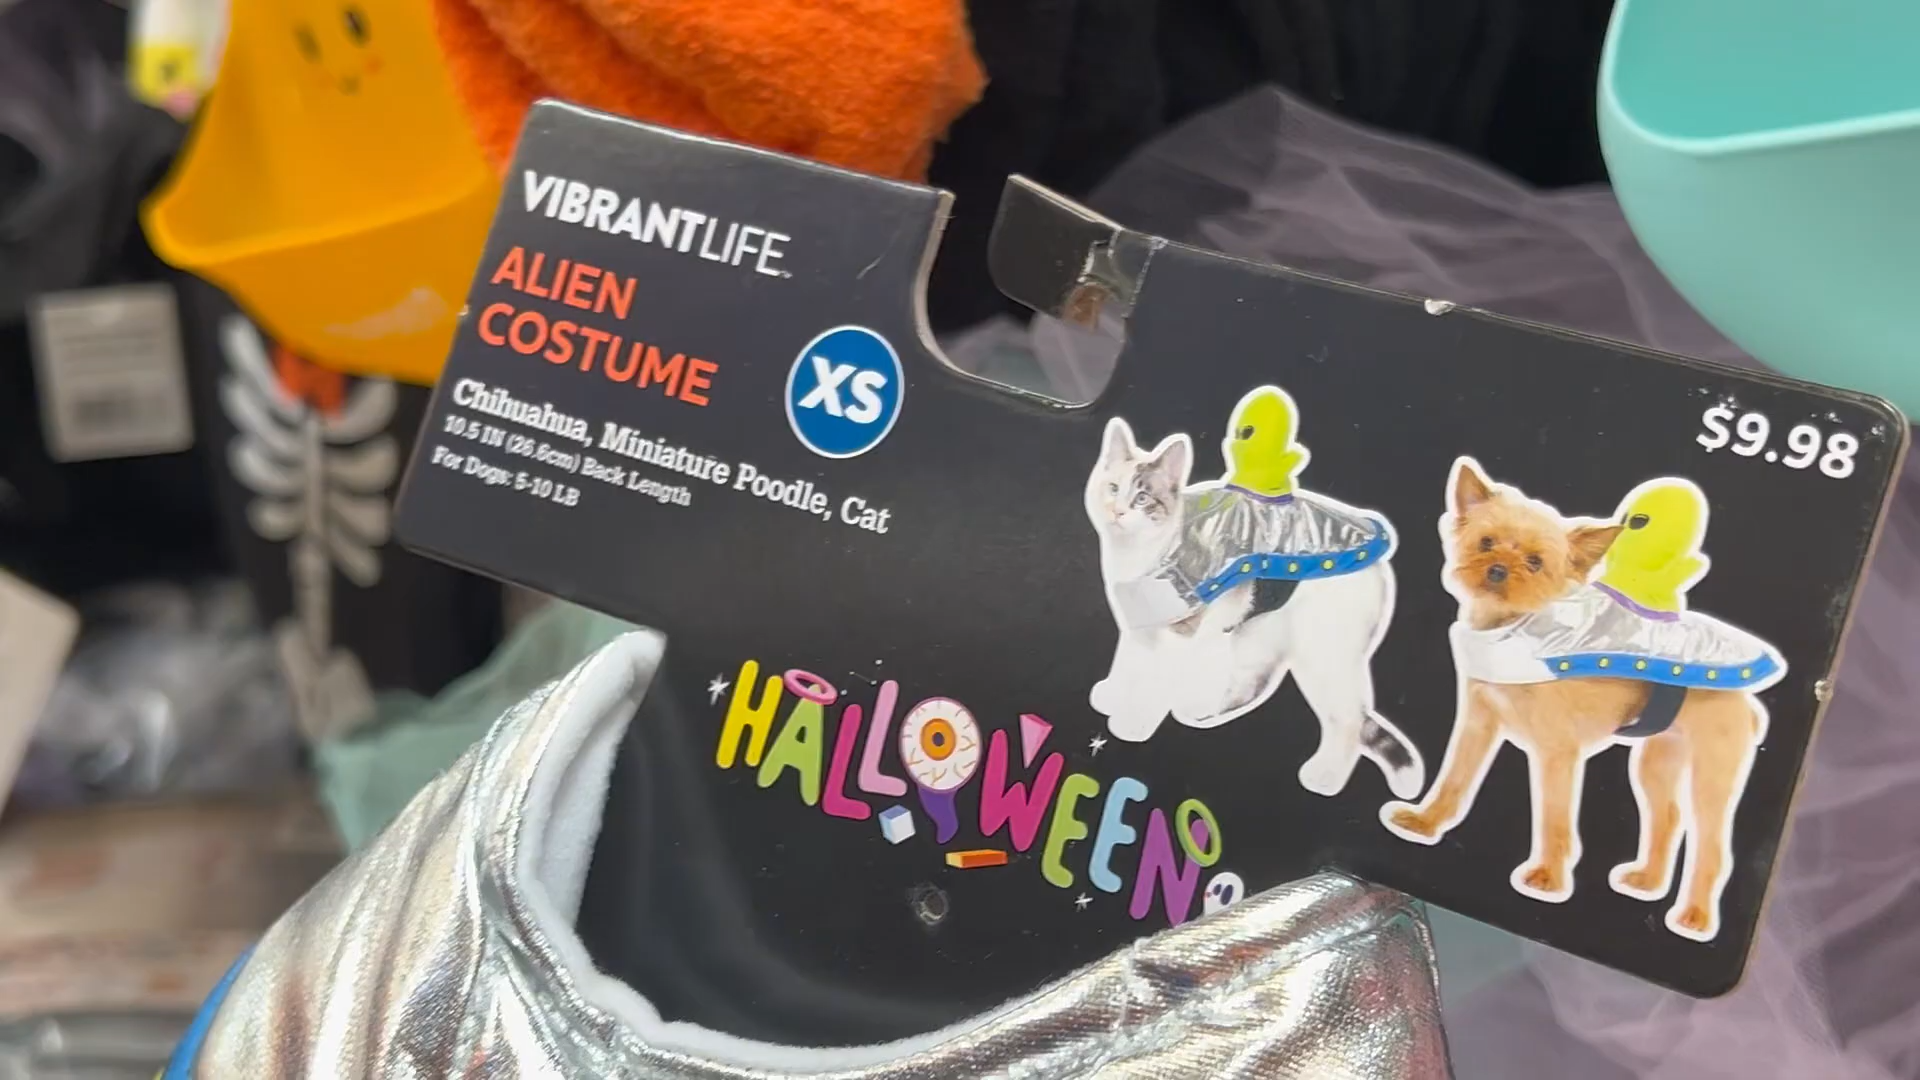 VIBRANTLIFE
ALIEN
COSTUME
XS
Chihuahua, Miniature Poodle, Cat
10.5 IN (26.6cm) Back Length
For Dogs: 5-10 LB
$9.98
HALLOWEEN